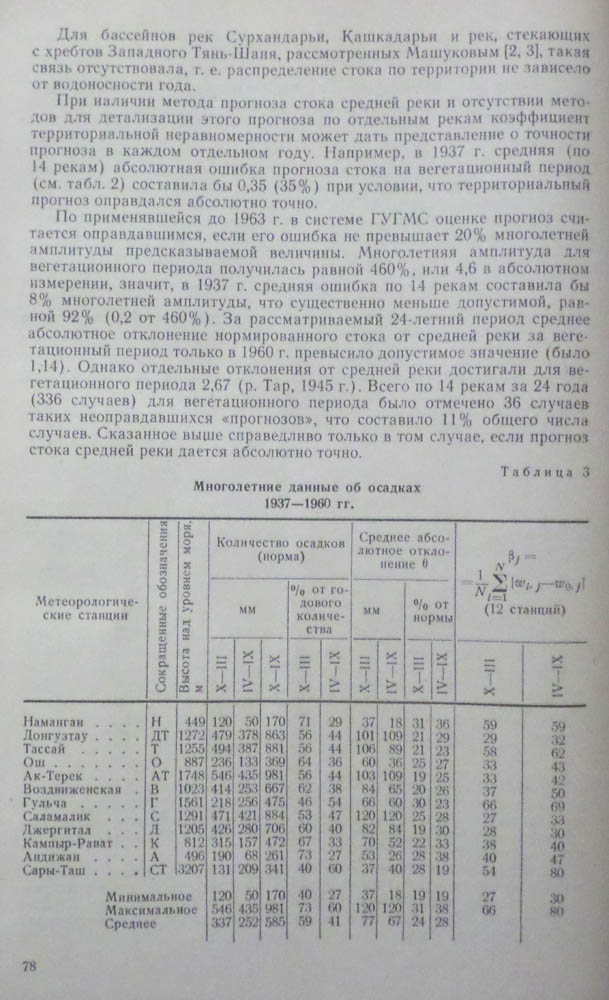 Для бассейнов рек Сурхандарьи, Кашкадарьи и рек, стекающих
с хребтов Западного Тянь-Шаня, рассмотренных Машуковым [2, 3], такая
связь отсутствовала, т. е. распределение стока по территории не зависело
от водоносности года.
При наличии метода прогноза стока средней реки и отсутствии мето-
дов для детализации этого прогноза по отдельным рекам коэффициент
территориальной неравномерности может дать представление о точности
прогноза в каждом отдельном году. Например, в 1937 г. средняя (по
14 рекам) абсолютная ошибка прогноза стока на вегетационный период
(см. табл. 2) составила бы 0,35 (35%) при условии, что территориальный
прогноз оправдался абсолютно точно.
По применявшейся до 1963 г. в системе ГУГМС оценке прогноз счи-
тается оправдавшимся, если его ошибка не превышает 20% многолетней
амплитуды предсказываемой величины. Многолетняя амплитуда для
вегетационного периода получилась равной 460%, или 4,6 в абсолютном
измерении, значит, в 1937 г. средняя ошибка по 14 рекам составила бы
8% многолетней амплитуды, что существенно меньше допустимой, рав-
ной 92% (0,2 от 460%). За рассматриваемый 24-летний период среднее
абсолютное отклонение нормированного стока от средней реки за веге-
тационный период только в 1960 г. превысило допустимое значение (было
1,14). Однако отдельные отклонения от средней реки достигали для ве-
гетационного периода 2,67 (р. Тар, 1945 г.). Всего по 14 рекам за 24 года
(336 случаев) для вегетационного периода было отмечено 36 случаев
таких неоправдавшихся «прогнозов», что составило 11% общего числа
случаев. Сказанное выше справедливо только в том случае, если прогноз
стока средней реки дается абсолютно точно.
Таблица 3
Многолетние данные об осадках
1937—1960 гг.
Метеорологиче-
ские станции
Сокращенные обозначения
Высота над уровнем моря,
м
Количество осадков
(норма)
мм
% от го-
дового
количе-
ства
Среднее абсо-
лютное откло-
нение θ
мм
% от
нормы
βj =
= 1/N N Σ i=1 |wi, j—w0, j|
(12 станций)
X—III IV—IX X—IX X—III IV—IX X—III IV—IX X—III IV—IX X—III IV—IX
Наманган . . . . Н 449 120 50 170 71 29 37 18 31 36 59 59
Донгузтау . . . . ДТ 1272 479 378 863 56 44 101 109 21 29 29 32
Тассай . . . . . Т 1255 494 387 881 56 44 106 89 21 23 58 62
Ош . . . . . . О 887 236 133 369 64 36 60 36 25 27 33 43
Ак-Терек . . . . АТ 1748 546 435 981 56 44 103 109 19 25 33 42
Воздвиженская . В 1023 414 253 667 62 38 84 65 20 26 37 50
Гульча . . . . . Г 1561 218 256 475 46 54 66 60 30 23 66 69
Саламалик . . . С 1291 471 421 884 53 47 120 120 25 28 27 33
Джергитал . . . Д 1205 426 280 706 60 40 82 84 19 30 28 30
Кампыр-Рават . . К 812 315 157 472 67 33 70 52 22 33 38 40
Андижан . . . . А 496 190 68 261 73 27 53 26 28 38 40 47
Сары-Таш . . . . СТ 3207 131 209 341 40 60 37 40 28 19 54 80
Минимальное 120 50 170 40 27 37 18 19 19 27 30
Максимальное 546 435 981 73 60 120 120 31 38 66 80
Среднее 337 252 585 59 41 77 67 24 28
78